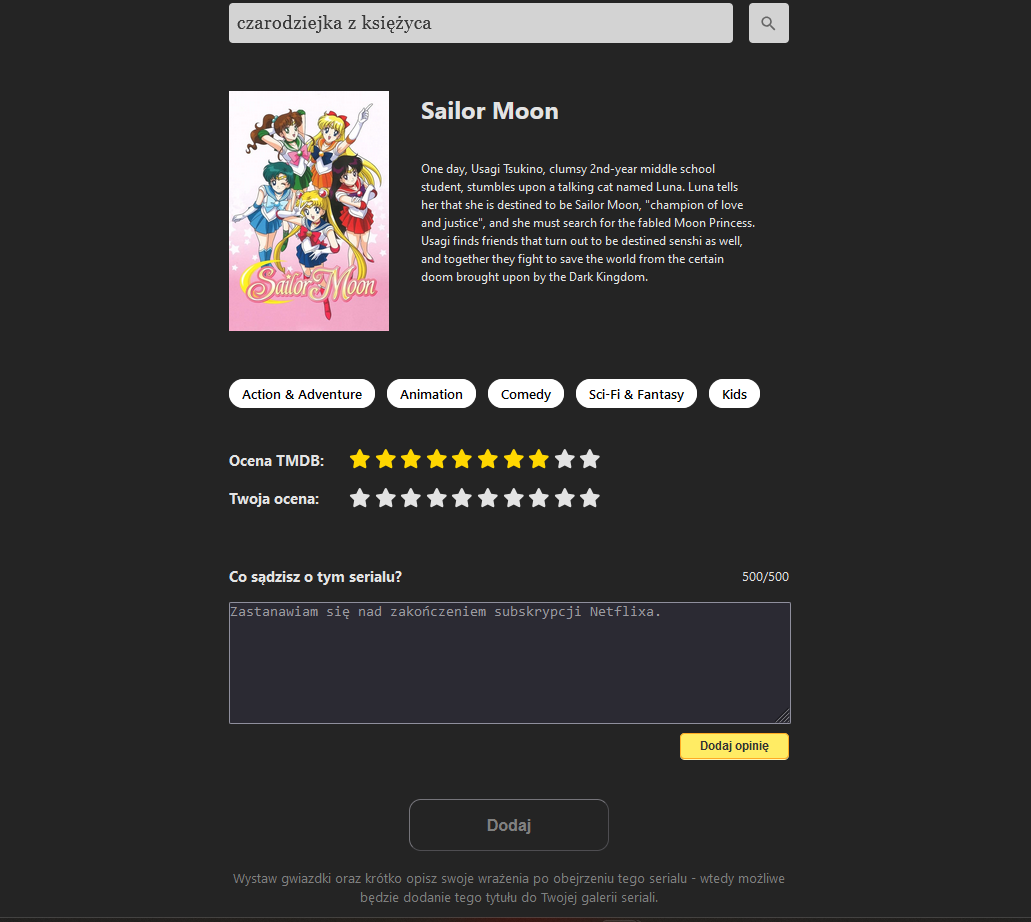 czarodziejka z księżyca
Sailor Moon
Sailor Moon
One day, Usagi Tsukino, clumsy 2nd-year middle school
student, stumbles upon a talking cat named Luna. Luna tells
her that she is destined to be Sailor Moon, "champion of love
and justice", and she must search for the fabled Moon Princess.
Usagi finds friends that turn out to be destined senshi as well,
and together they fight to save the world from the certain
doom brought upon by the Dark Kingdom.
Action & Adventure
Animation
Comedy
Sci-Fi & Fantasy
Kids
Ocena TMDB:
Twoja ocena:
Co sądzisz o tym serialu?
500/500
Zastanawiam się nad zakończeniem subskrypcji Netflixa.
Dodaj opinię
Dodaj
Wystaw gwiazdki oraz krótko opisz swoje wrażenia po obejrzeniu tego serialu - wtedy możliwe
będzie dodanie tego tytułu do Twojej galerii seriali.